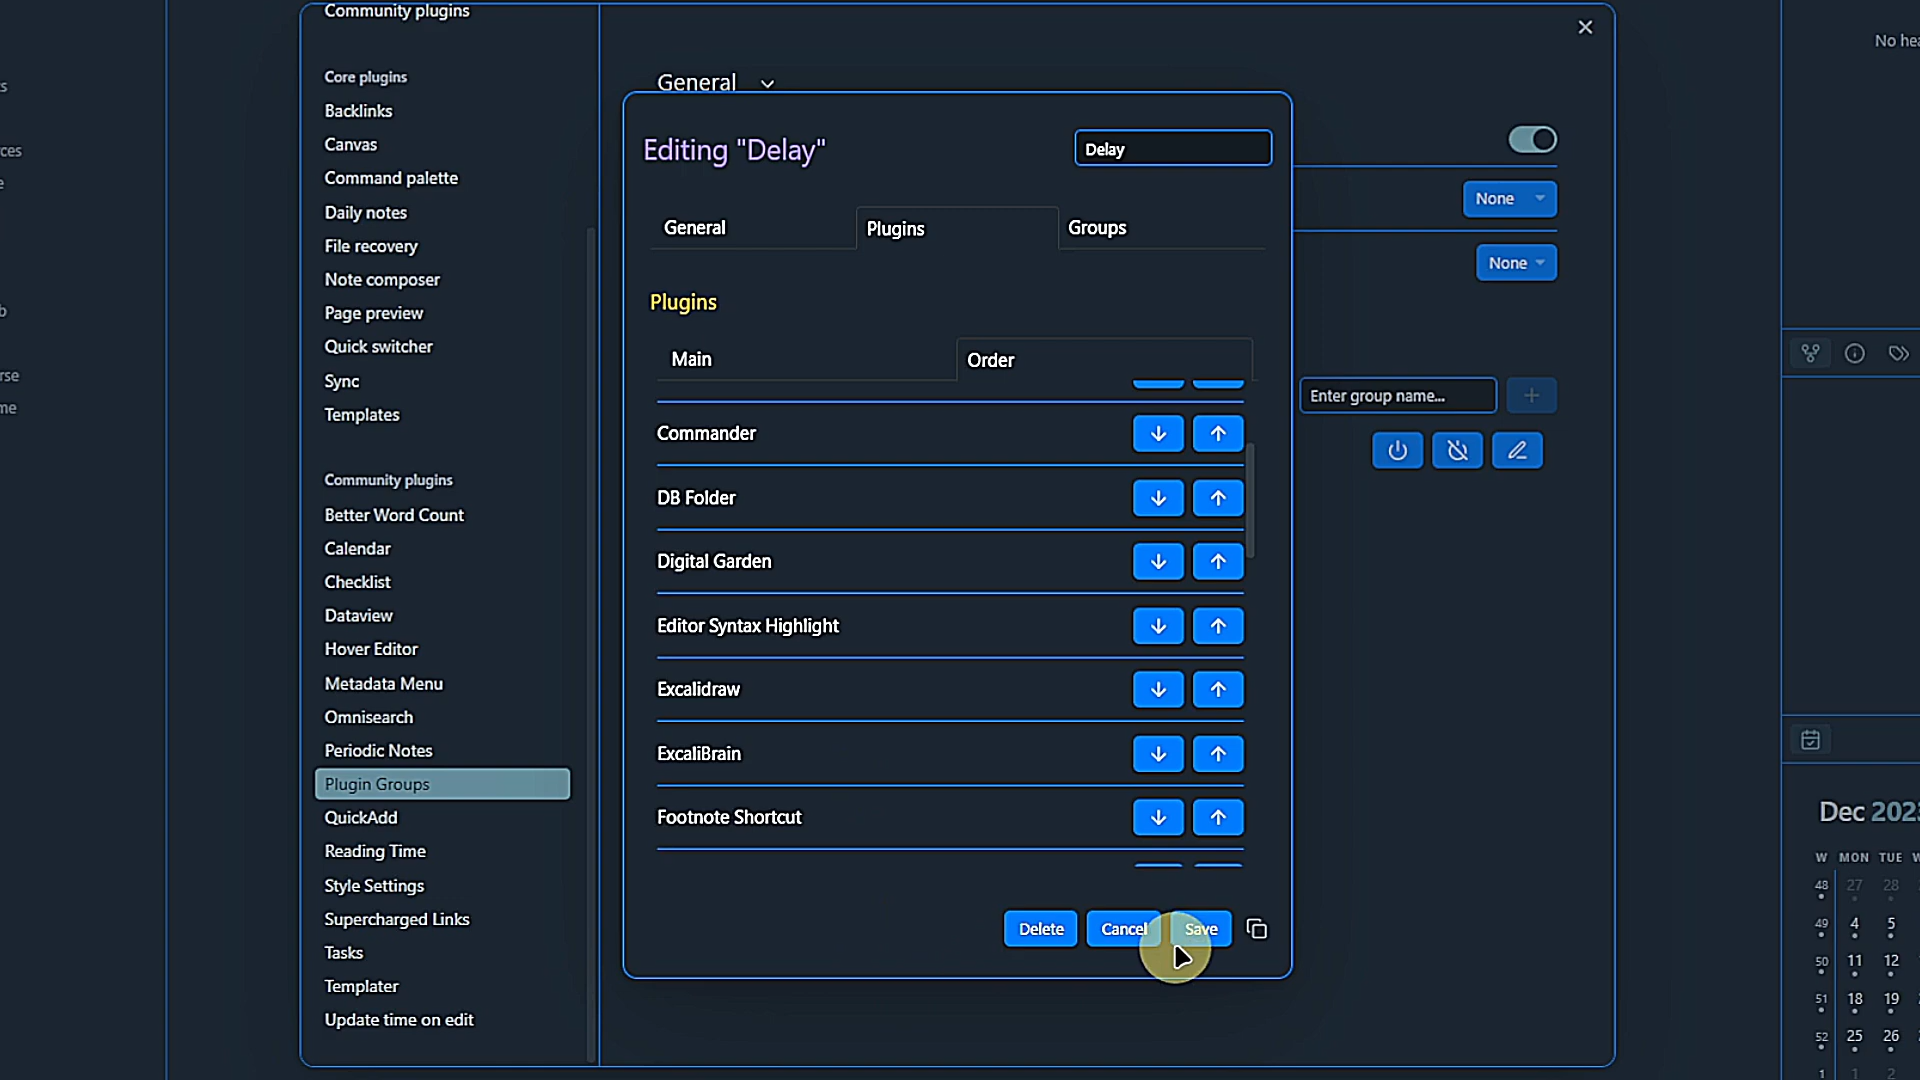 Community plugins
Core plugins
Backlinks
Canvas
Command palette
Daily notes
File recovery
Note composer
Page preview
Quick switcher
Sync
Templates
Community plugins
Better Word Count
Calendar
Checklist
Dataview
Hover Editor
Metadata Menu
Omnisearch
Periodic Notes
Plugin Groups
QuickAdd
Reading Time
Style Settings
Supercharged Links
Tasks
Templater
Update time on edit
General
Editing "Delay"
Delay
General
Plugins
Groups
Plugins
Main
Order
Commander
DB Folder
Digital Garden
Editor Syntax Highlight
Excalidraw
ExcaliBrain
Footnote Shortcut
Delete
Cancel
Save
None
None
Enter group name...
No
Dec
W MON TUE
48 27 28
49 4 5
50 11 12
51 18 19
52 25 26
1 1 2